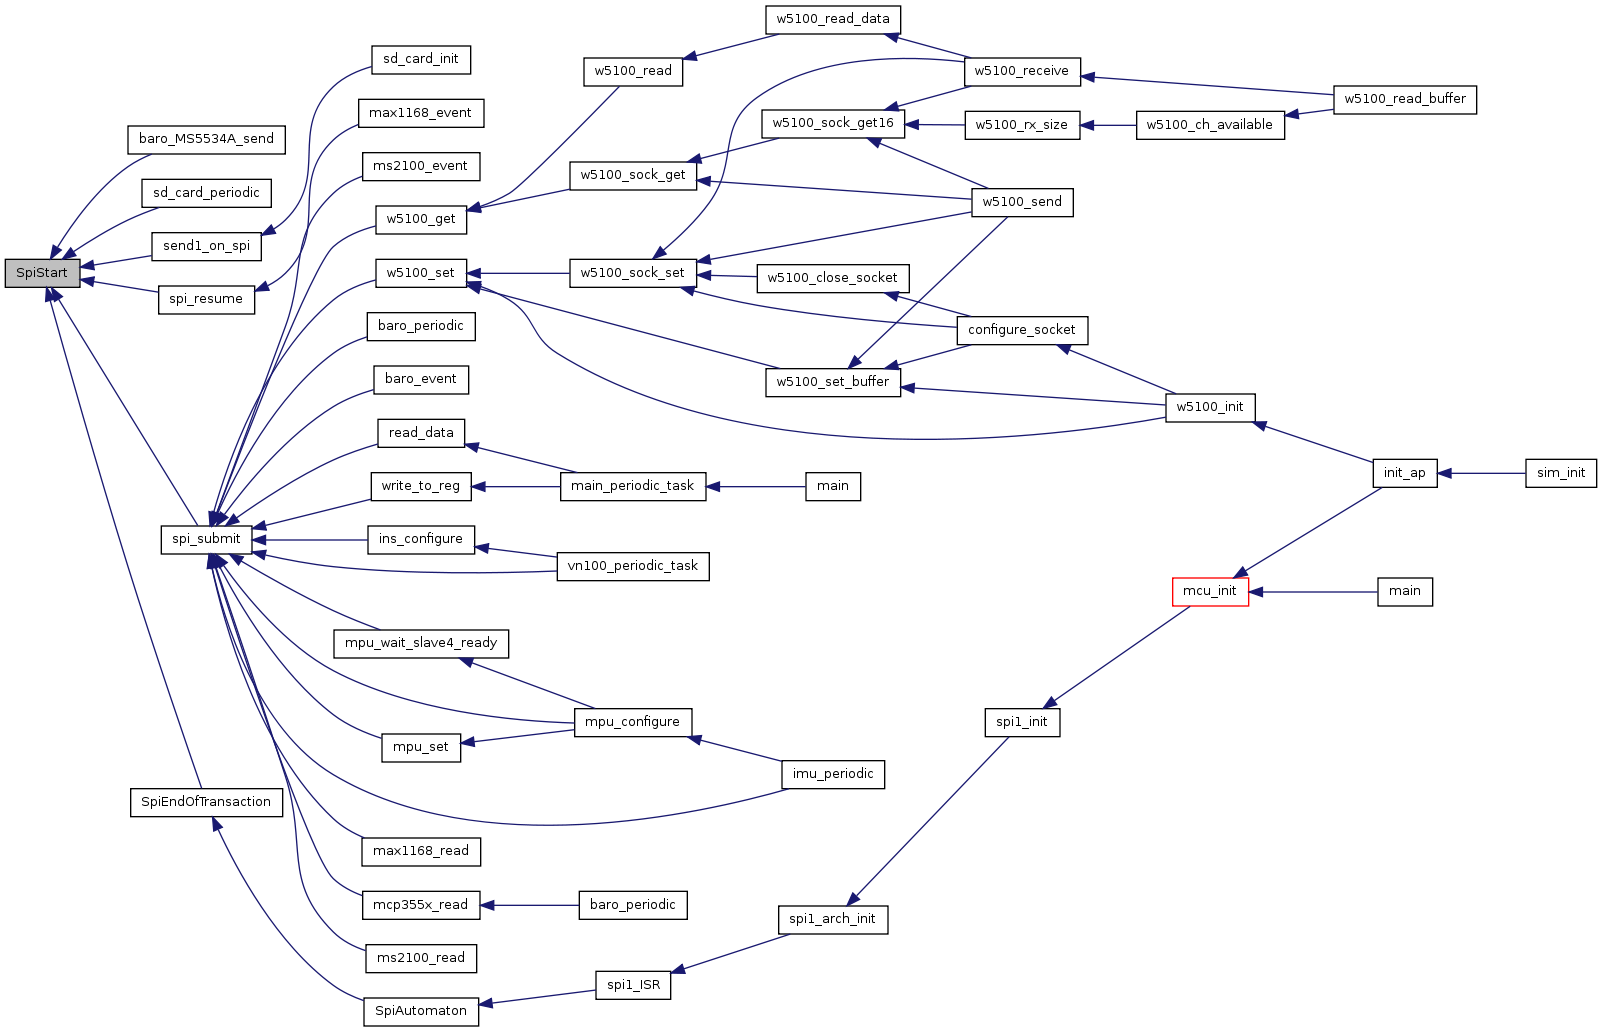 w5100_read_data
sd_card_init
w5100_read
w5100_receive
w5100_read_buffer
max1168_event
w5100_sock_get16
w5100_rx_size
w5100_ch_available
baro_MS5534A_send
ms2100_event
w5100_sock_get
sd_card_periodic
w5100_send
w5100_get
send1_on_spi
SpiStart
w5100_set
w5100_sock_set
w5100_close_socket
spi_resume
baro_periodic
configure_socket
baro_event
w5100_set_buffer
w5100_init
read_data
init_ap
sim_init
write_to_reg
main_periodic_task
main
spi_submit
ins_configure
vn100_periodic_task
mcu_init
main
mpu_wait_slave4_ready
mpu_configure
spi1_init
mpu_set
imu_periodic
SpiEndOfTransaction
max1168_read
mcp355x_read
baro_periodic
spi1_arch_init
ms2100_read
spi1_ISR
SpiAutomaton